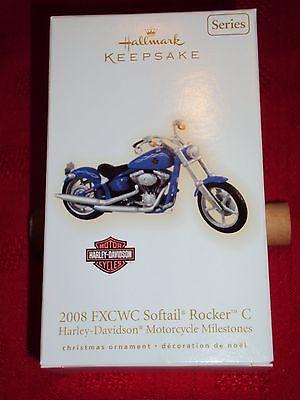 Hallmark
KEEPSAKE
Series
MOTOR
HARLEY-DAVIDSON
CYCLES
2008 FXCWC Softail® Rocker™ C
Harley-Davidson® Motorcycle Milestones
christmas ornament • décoration de noël